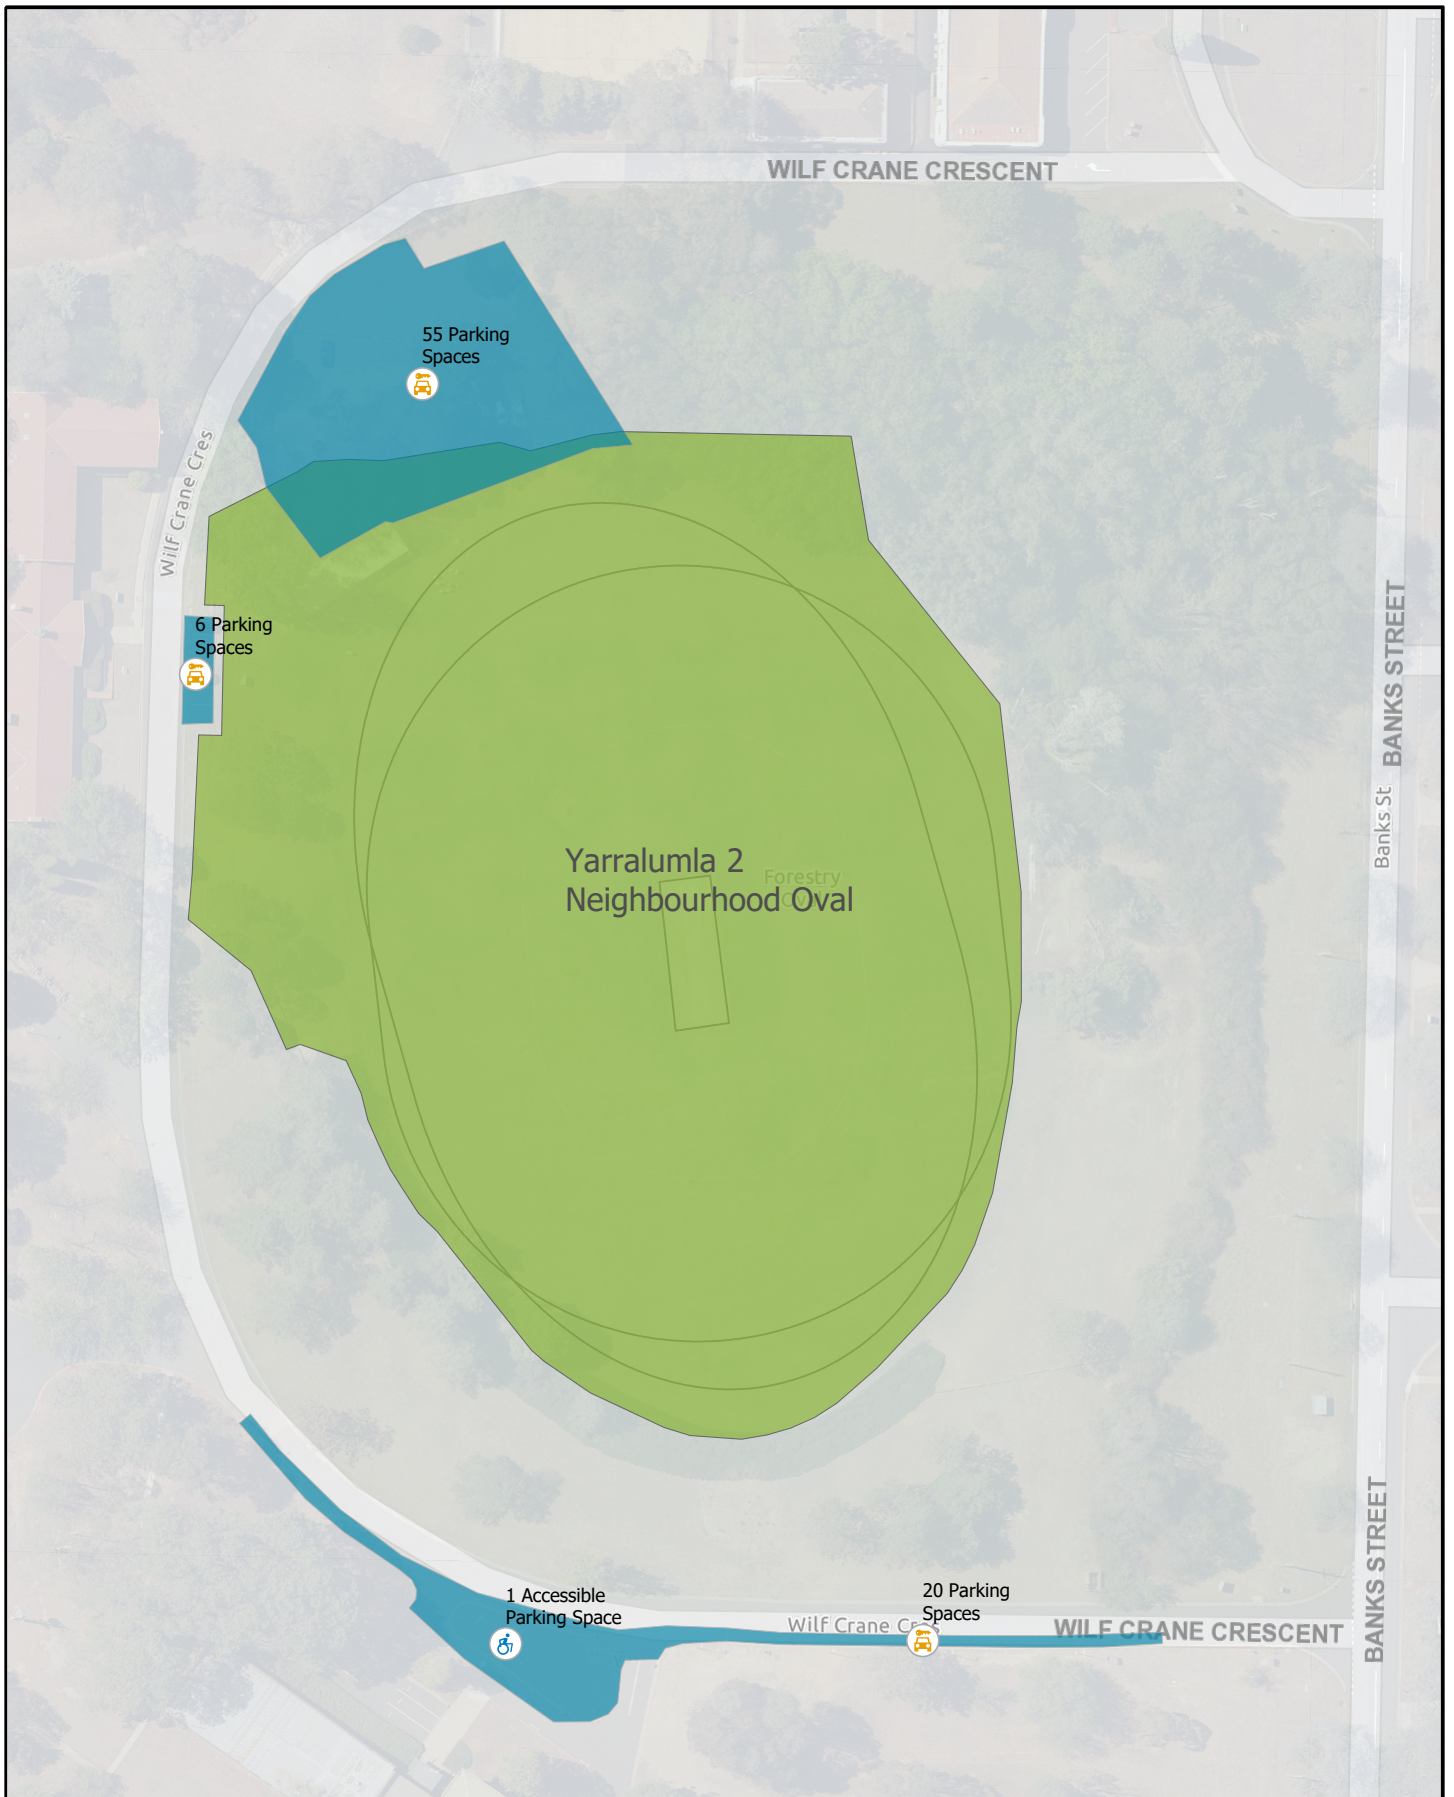 WILF CRANE CRESCENT
55 Parking
Spaces
Wilf Crane Cres
6 Parking
Spaces
BANKS STREET
Banks St
Yarralumla 2
Neighbourhood Oval
Forestry
1 Accessible
Parking Space
20 Parking
Spaces
Wilf Crane Cres
WILF CRANE CRESCENT
BANKS STREET